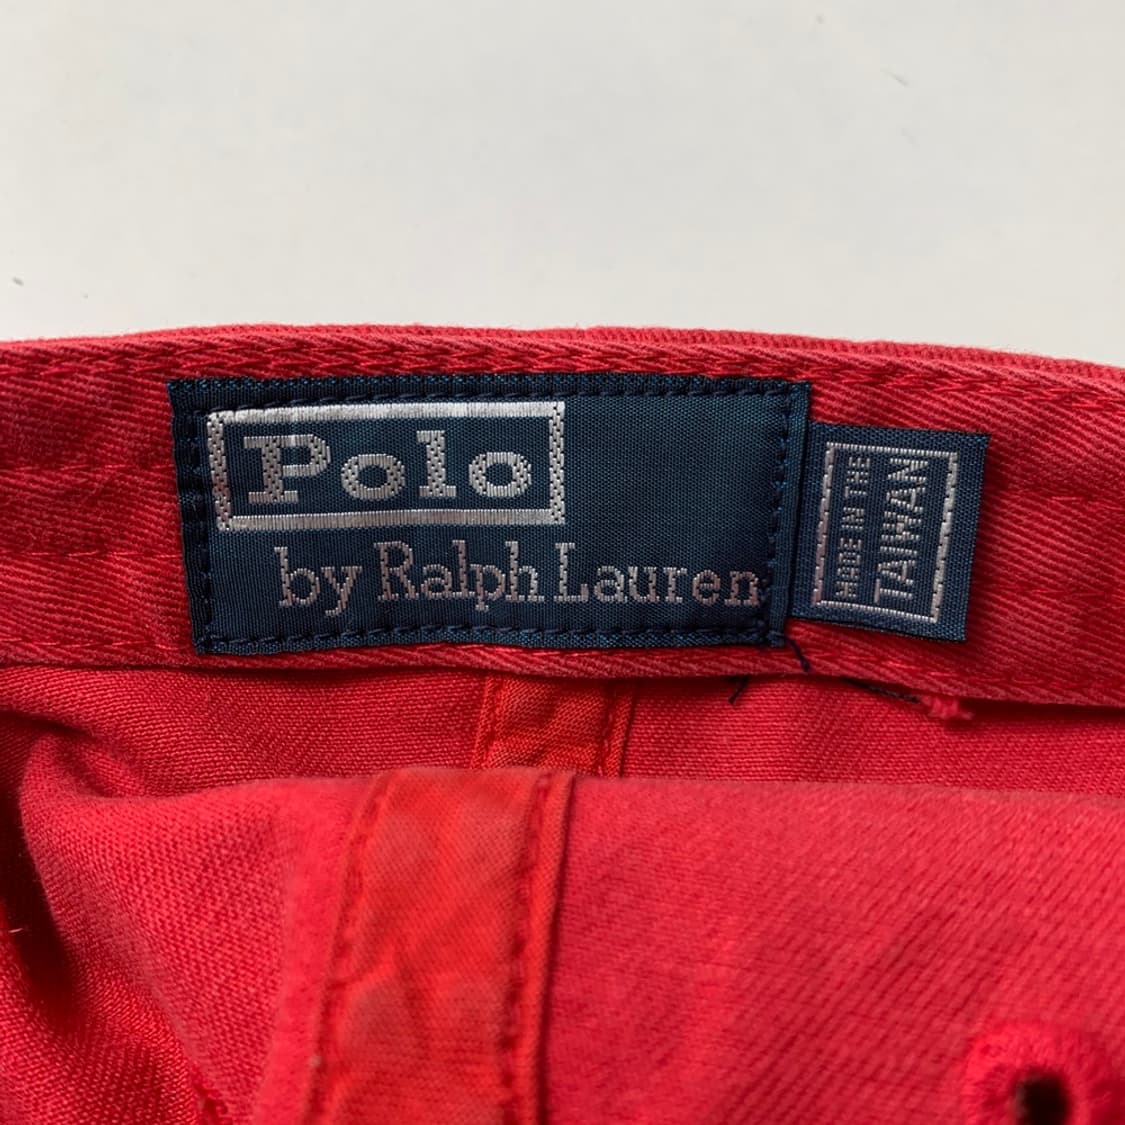 Polo
by Ralph Lauren
MADE IN THE
TAIWAN